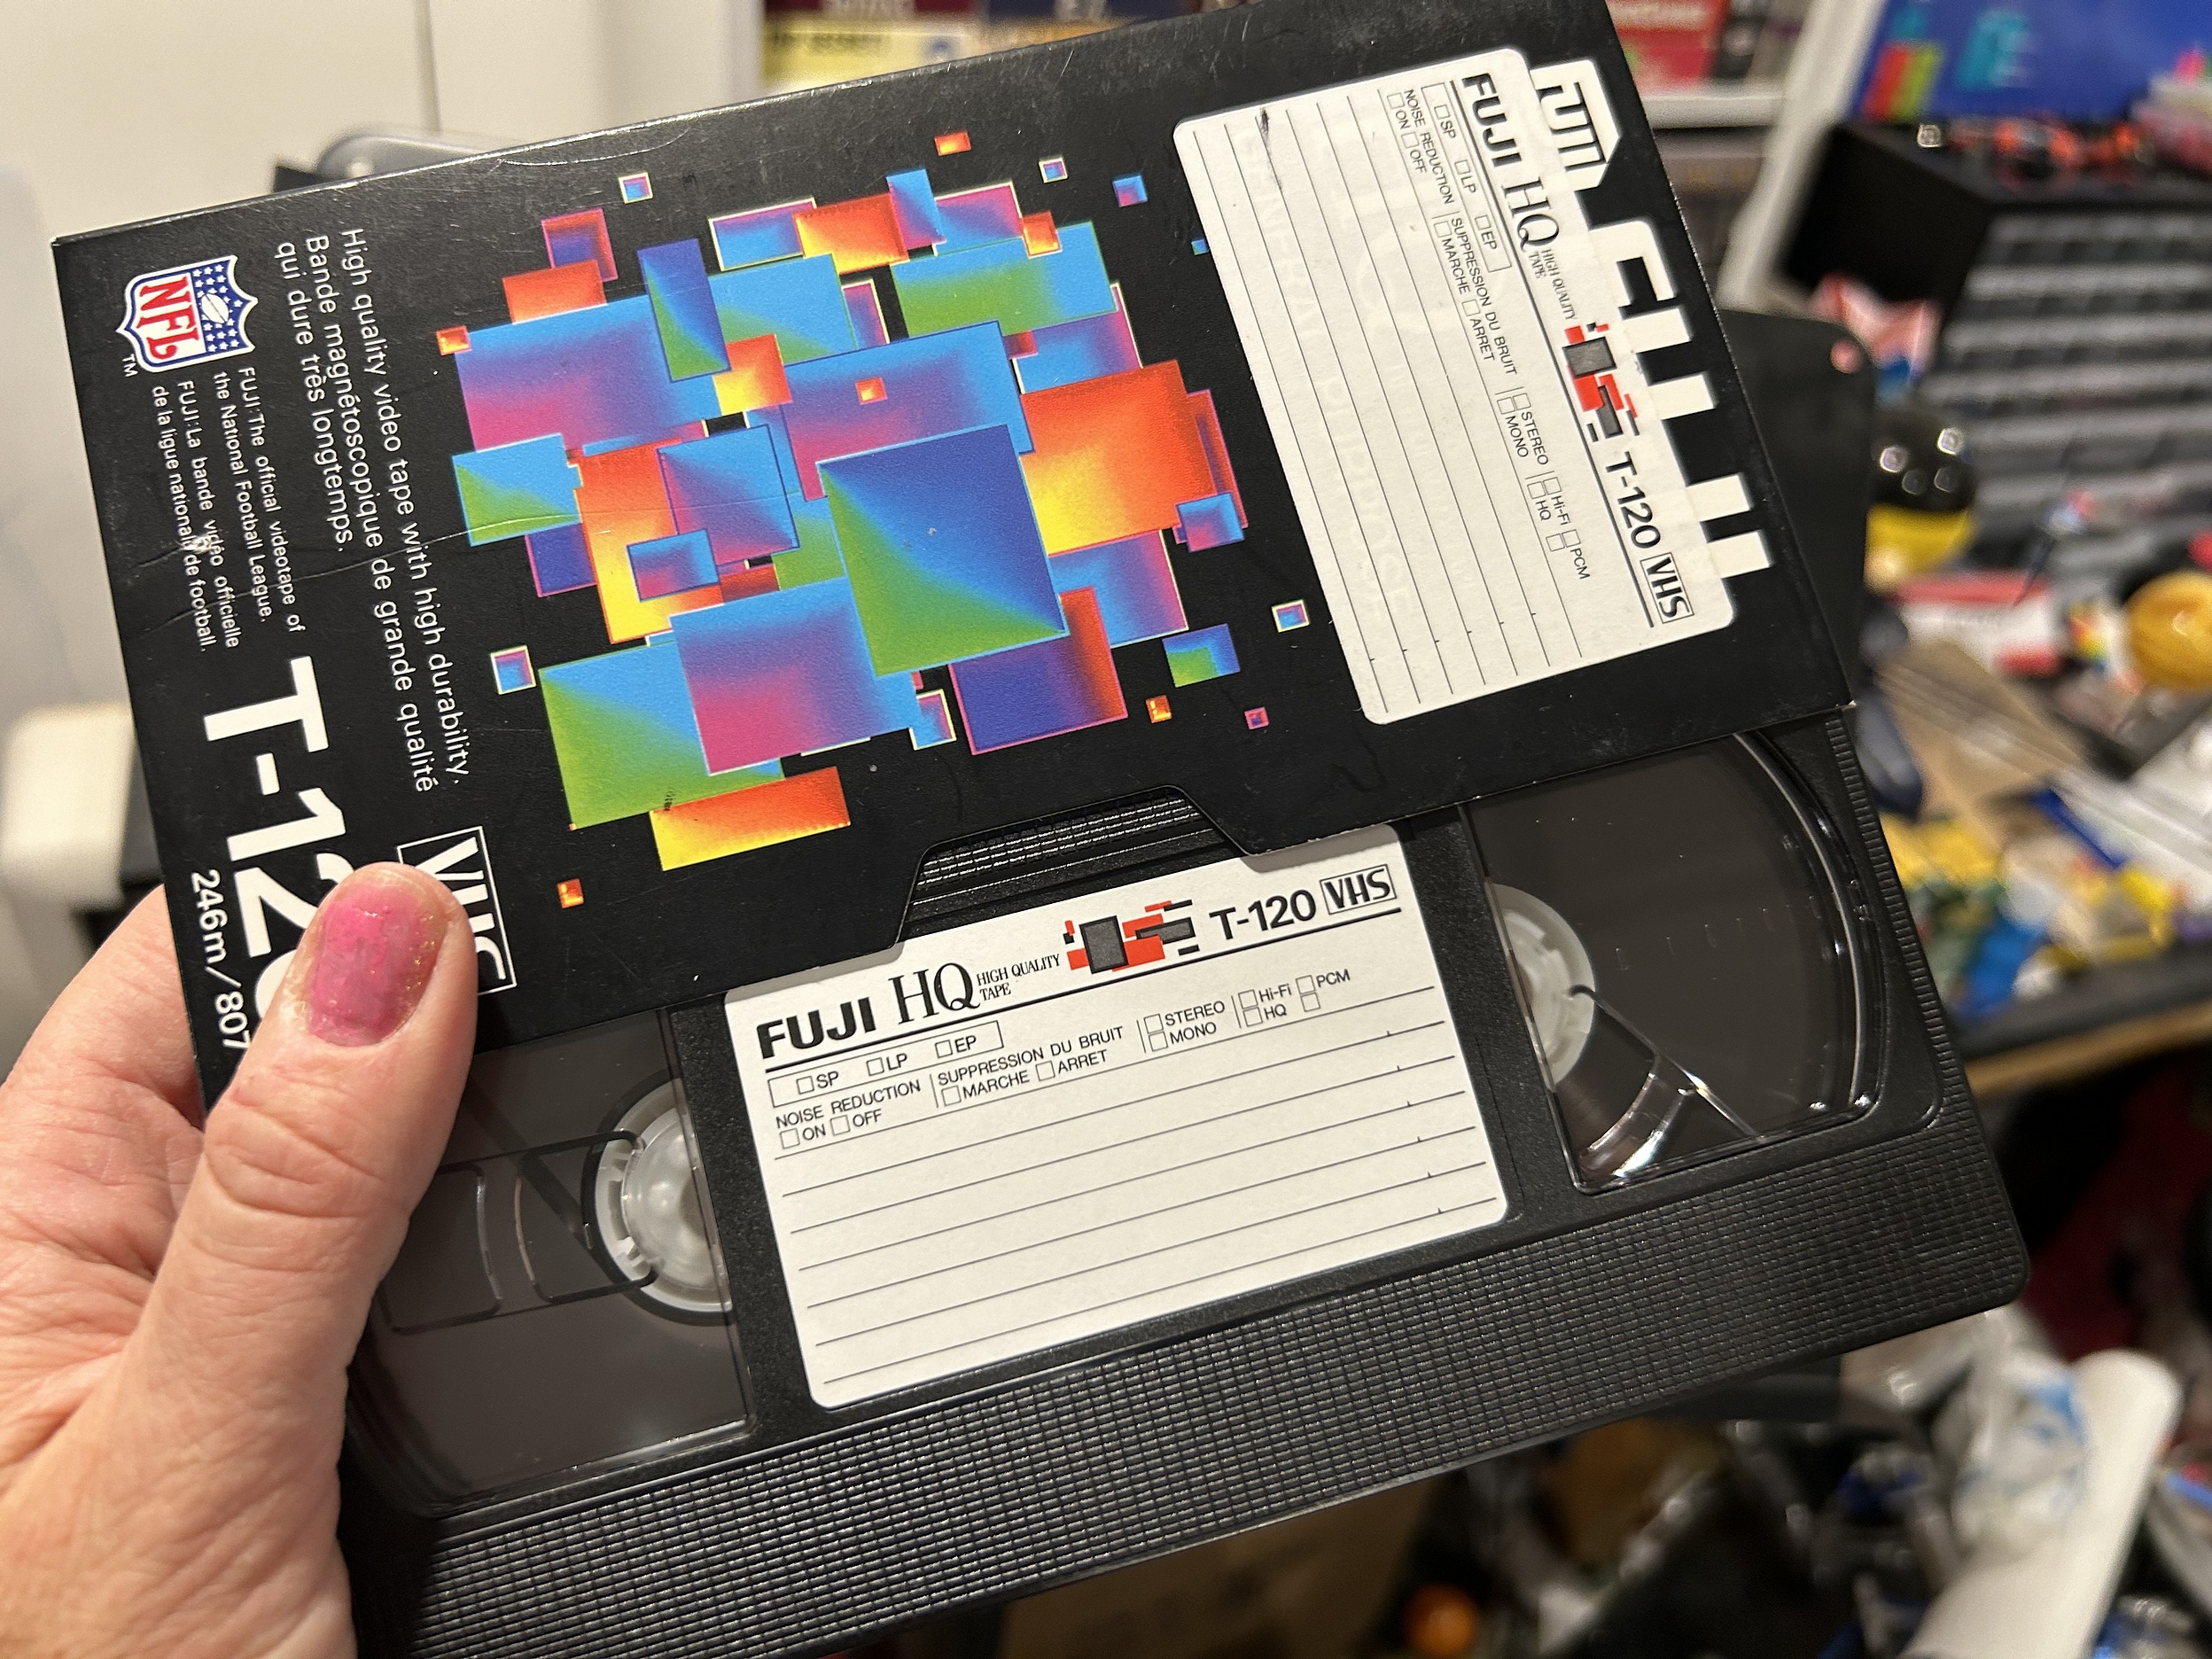 FUJI
FUJI HQ HIGH QUALITY TAPE T-120 VHS
□SP □LP □EP
NOISE REDUCTION
□ON □OFF
SUPPRESSION DU BRUIT
□MARCHE □ARRET
□STEREO
□MONO
□Hi-Fi □PCM
□HQ □
High quality video tape with high durability.
Bande magnétoscopique de grande qualité
qui dure très longtemps.
NFL
TM
FUJI:The official videotape of
the National Football League.
FUJI:La bande vidéo officielle
de la ligue nationale de football.
T-120
246m/807
VHS
FUJI HQ HIGH QUALITY TAPE T-120 VHS
□SP □LP □EP
NOISE REDUCTION
□ON □OFF
SUPPRESSION DU BRUIT
□MARCHE □ARRET
□STEREO
□MONO
□Hi-Fi □PCM
□HQ □